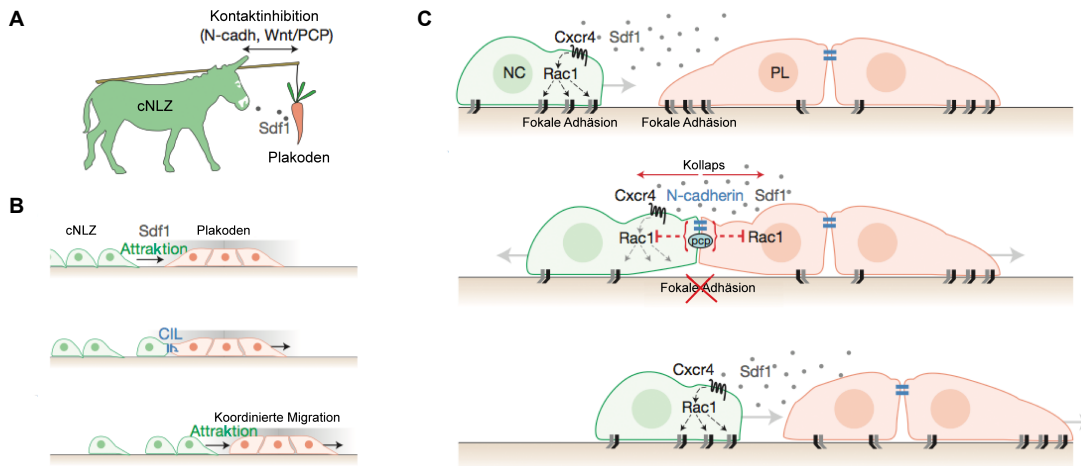 A
Kontaktinhibition
(N-cadh, Wnt/PCP)
cNLZ
Sdf1
Plakoden
B
cNLZ
Sdf1
Plakoden
Attraktion
CIL
Koordinierte Migration
Attraktion
C
Cxcr4
Sdf1
NC
Rac1
PL
Fokale Adhäsion
Fokale Adhäsion
Kollaps
Cxcr4
N-cadherin
Sdf1
Rac1
pcp
Rac1
Fokale Adhäsion
Cxcr4
Sdf1
Rac1